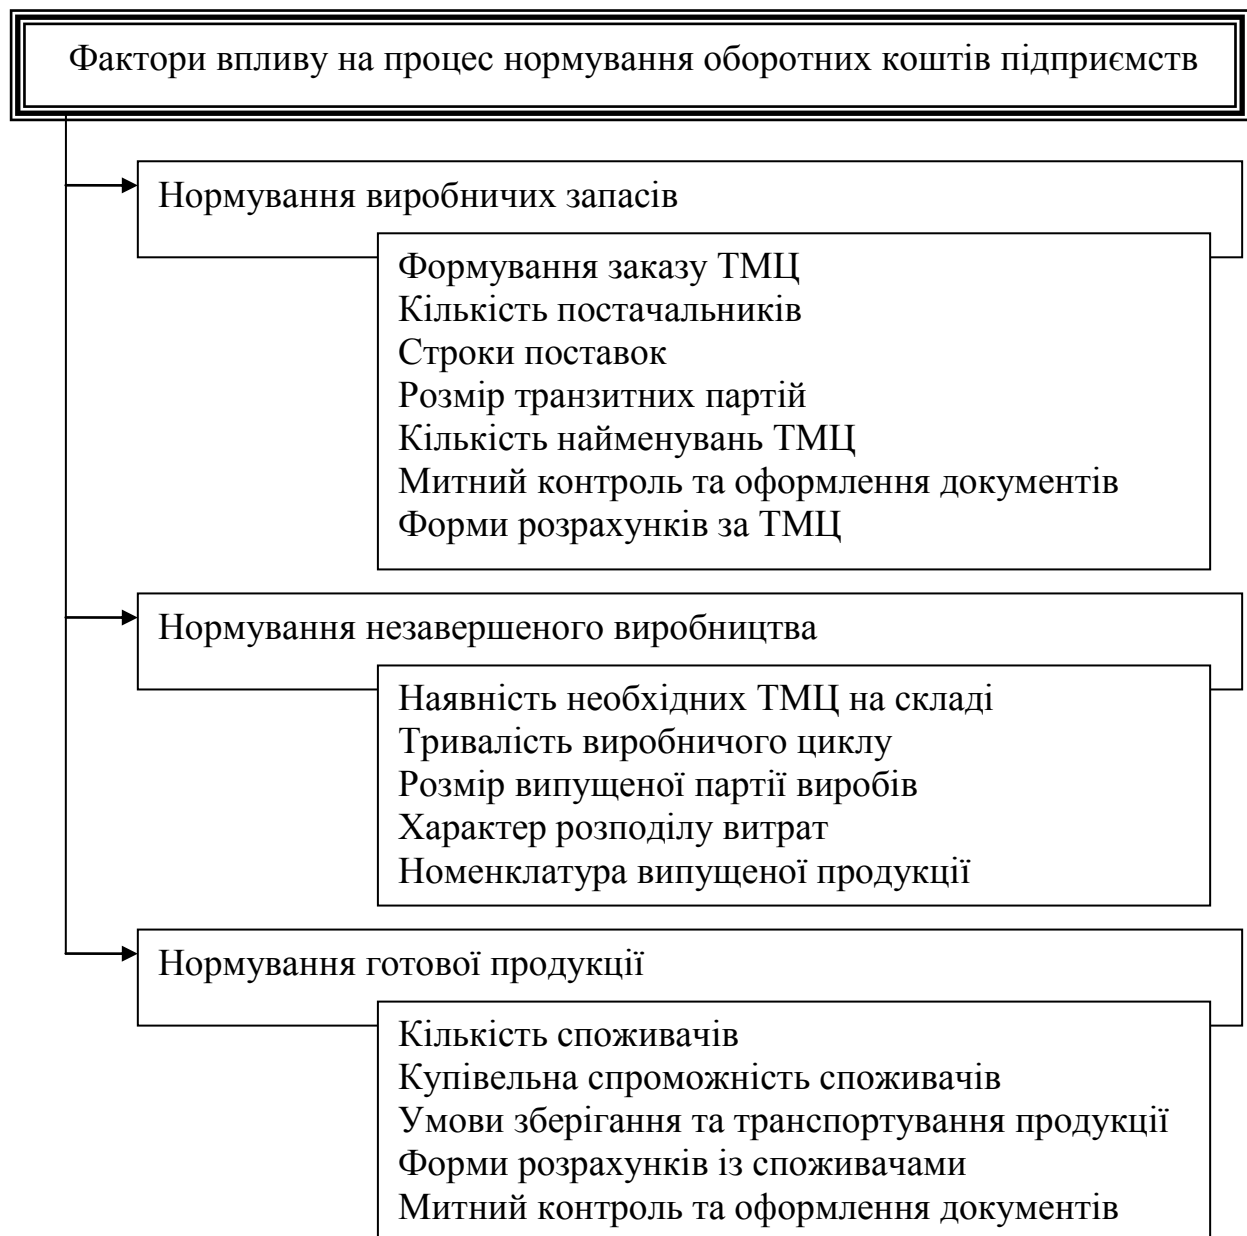 Фактори впливу на процес нормування оборотних коштів підприємств
Нормування виробничих запасів
Формування заказу ТМЦ
Кількість постачальників
Строки поставок
Розмір транзитних партій
Кількість найменувань ТМЦ
Митний контроль та оформлення документів
Форми розрахунків за ТМЦ
Нормування незавершеного виробництва
Наявність необхідних ТМЦ на складі
Тривалість виробничого циклу
Розмір випущеної партії виробів
Характер розподілу витрат
Номенклатура випущеної продукції
Нормування готової продукції
Кількість споживачів
Купівельна спроможність споживачів
Умови зберігання та транспортування продукції
Форми розрахунків із споживачами
Митний контроль та оформлення документів